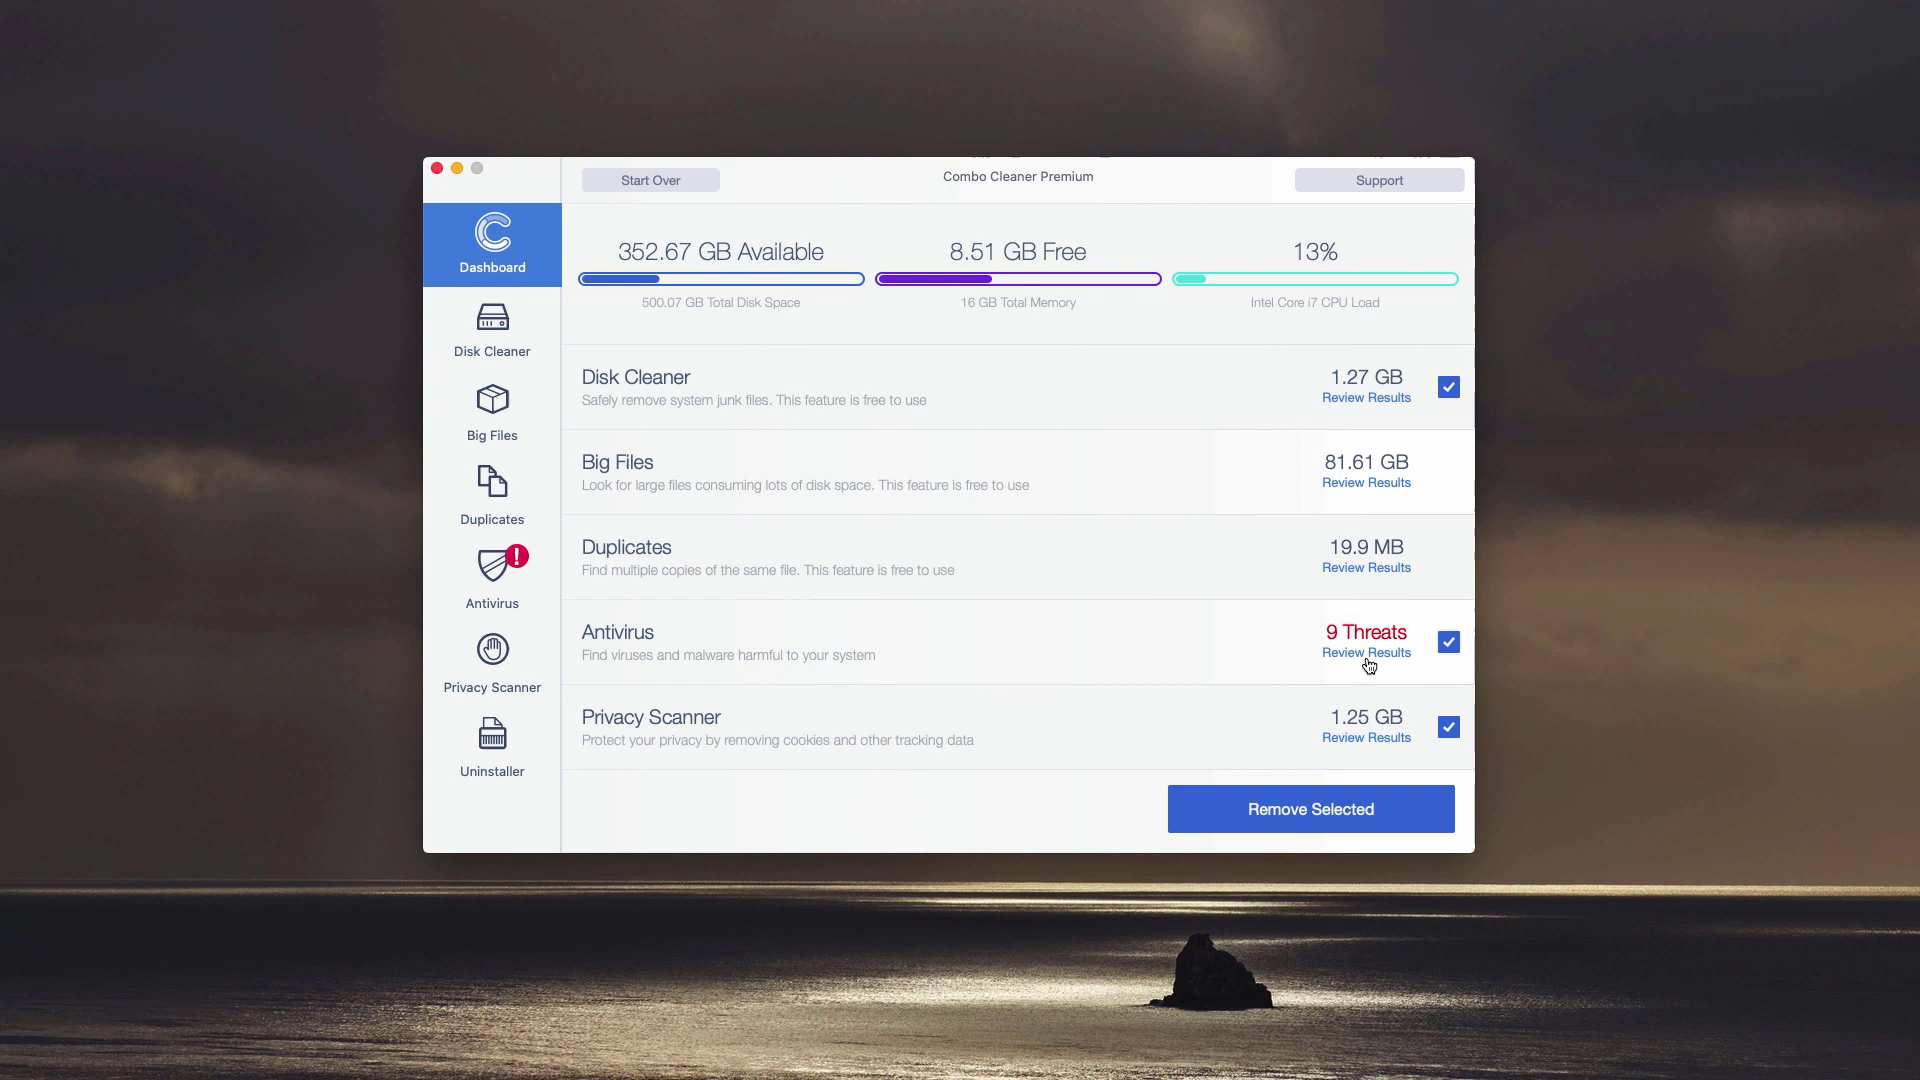 Start Over
Combo Cleaner Premium
Support
Dashboard
Disk Cleaner
Big Files
Duplicates
Antivirus
Privacy Scanner
Uninstaller
352.67 GB Available
500.07 GB Total Disk Space
8.51 GB Free
16 GB Total Memory
13%
Intel Core i7 CPU Load
Disk Cleaner
Safely remove system junk files. This feature is free to use
1.27 GB
Review Results
Big Files
Look for large files consuming lots of disk space. This feature is free to use
81.61 GB
Review Results
Duplicates
Find multiple copies of the same file. This feature is free to use
19.9 MB
Review Results
Antivirus
Find viruses and malware harmful to your system
9 Threats
Review Results
Privacy Scanner
Protect your privacy by removing cookies and other tracking data
1.25 GB
Review Results
Remove Selected